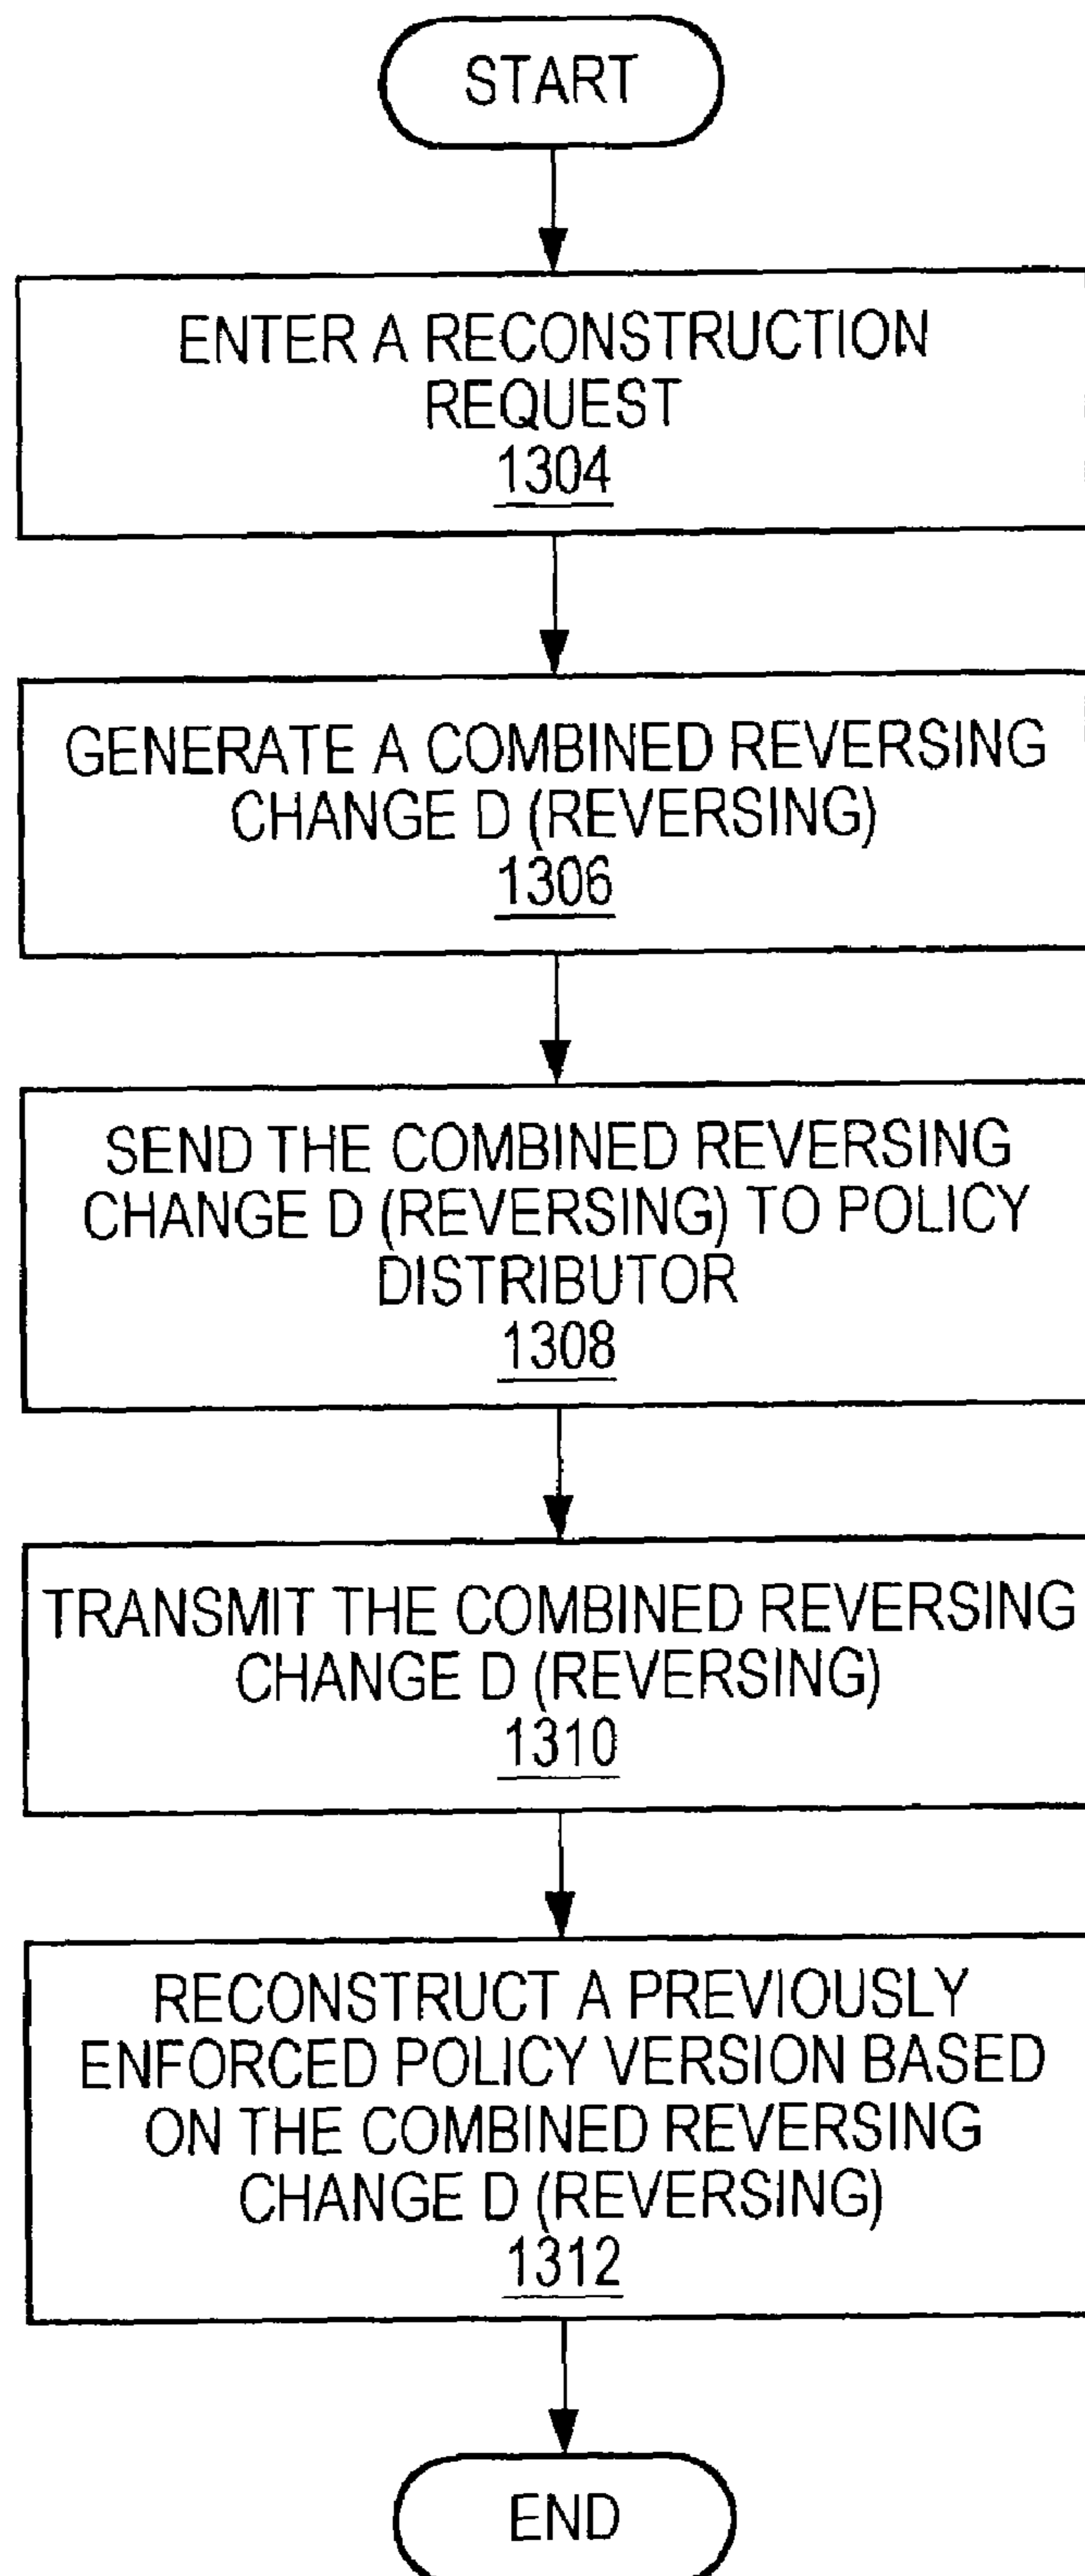 START
ENTER A RECONSTRUCTION
REQUEST
1304
GENERATE A COMBINED REVERSING
CHANGE D (REVERSING)
1306
SEND THE COMBINED REVERSING
CHANGE D (REVERSING) TO POLICY
DISTRIBUTOR
1308
TRANSMIT THE COMBINED REVERSING
CHANGE D (REVERSING)
1310
RECONSTRUCT A PREVIOUSLY
ENFORCED POLICY VERSION BASED
ON THE COMBINED REVERSING
CHANGE D (REVERSING)
1312
END